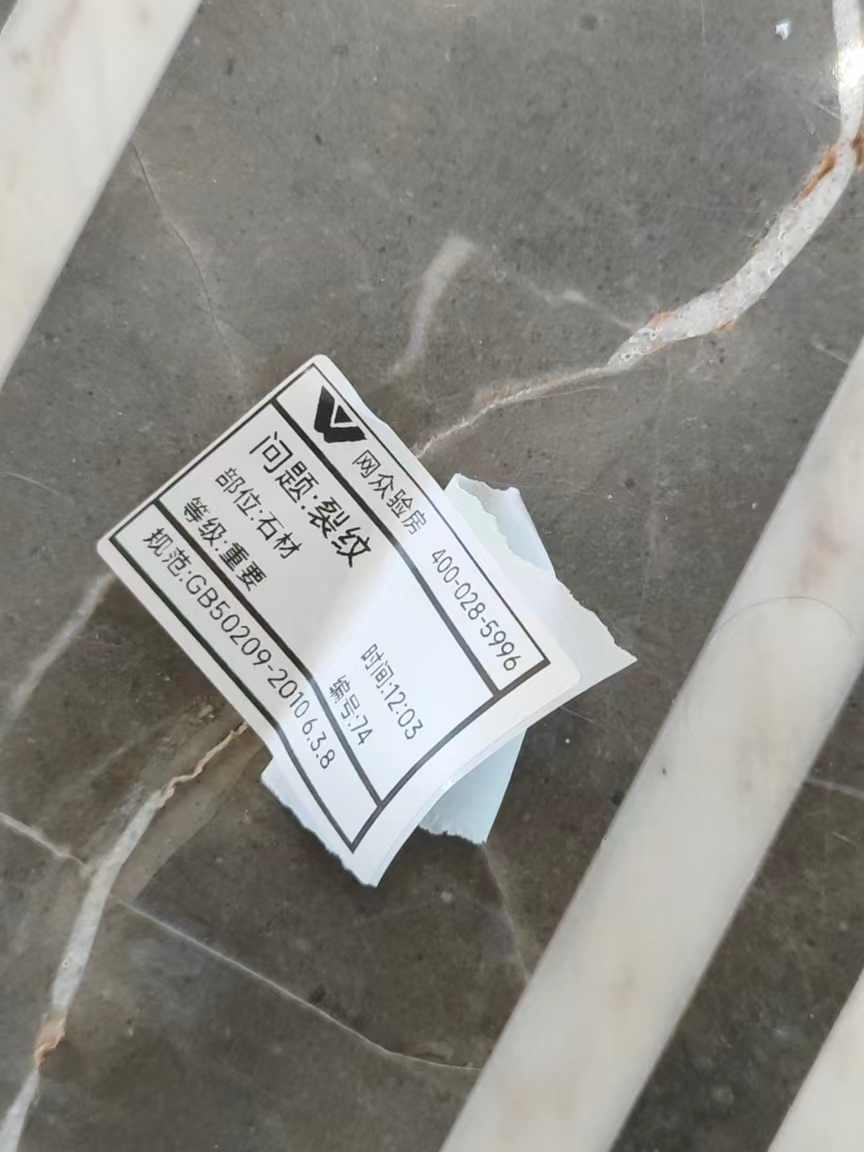 网众验房 400-028-5996
问题:裂纹
部位:石材 时间:12:03
等级:重要 编号:74
规范:GB50209-2010 6.3.8